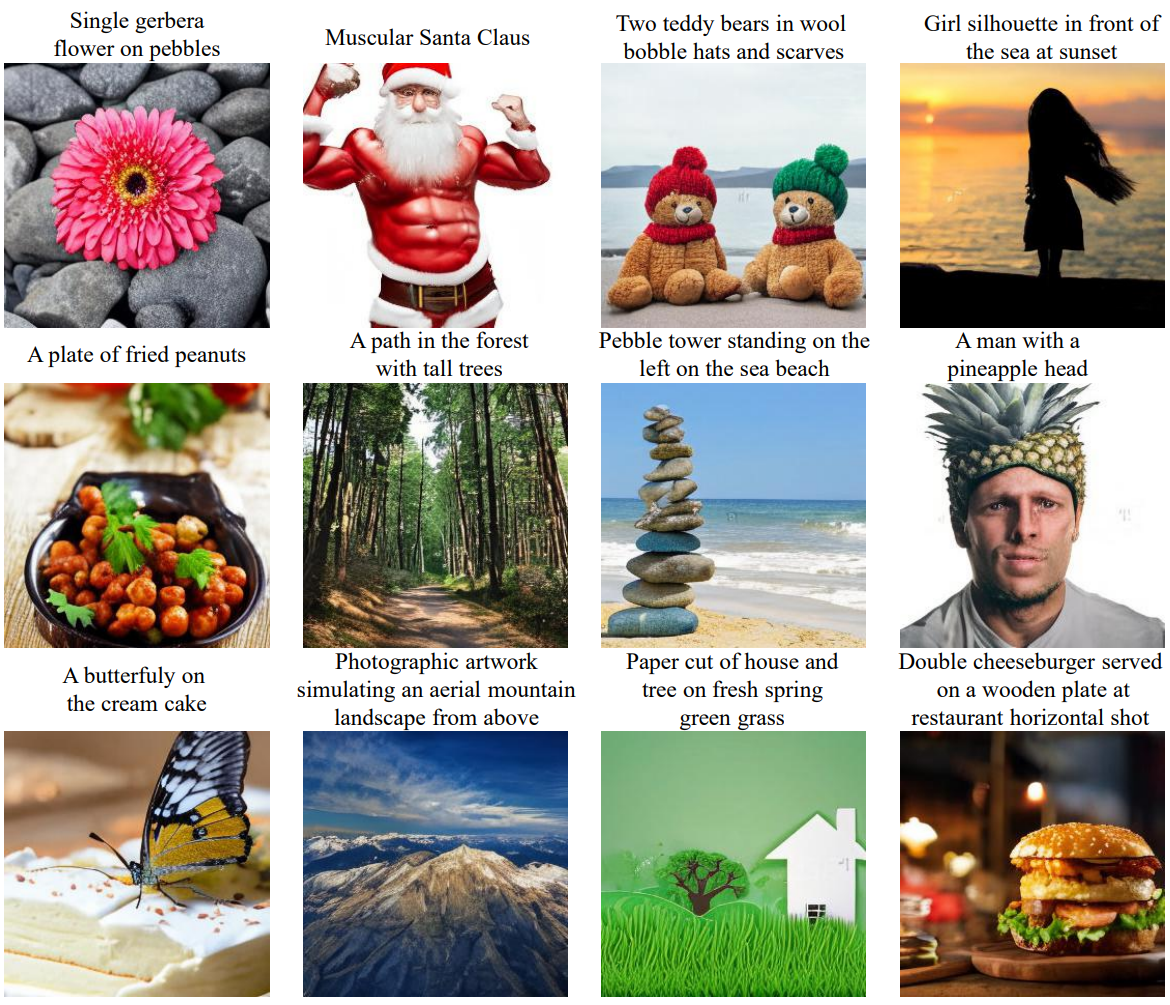 Single gerbera
flower on pebbles
Muscular Santa Claus
Two teddy bears in wool
bobble hats and scarves
Girl silhouette in front of
the sea at sunset
A plate of fried peanuts
A path in the forest
with tall trees
Pebble tower standing on the
left on the sea beach
A man with a
pineapple head
A butterfuly on
the cream cake
Photographic artwork
simulating an aerial mountain
landscape from above
Paper cut of house and
tree on fresh spring
green grass
Double cheeseburger served
on a wooden plate at
restaurant horizontal shot